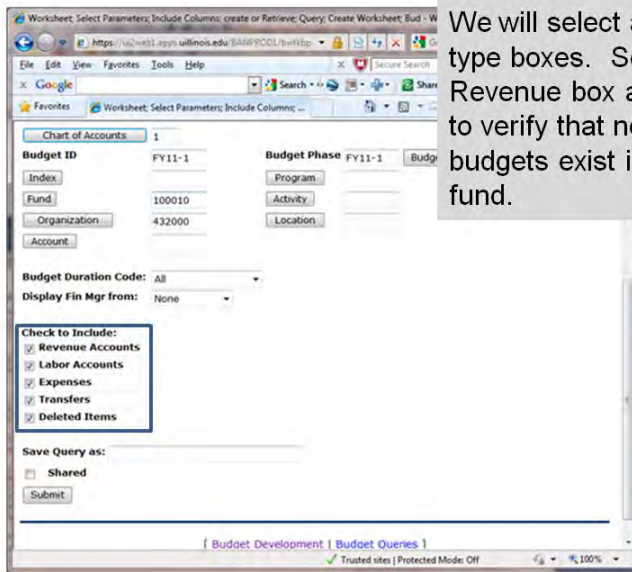 Worksheet; Select Parameters; Include Columns; create or Retrieve; Query; Create Worksheet; Bud - W
https://
File Edit View Favorites Tools Help
x Google Search Shar
Favorites Worksheet; Select Parameters; Include Columns; ...
Chart of Accounts 1
Budget ID FY11-1 Budget Phase FY11-1 Budg
Index Program
Fund 100010 Activity
Organization 432000 Location
Account
Budget Duration Code: All
Display Fin Mgr from: None
Check to Include:
Revenue Accounts
Labor Accounts
Expenses
Transfers
Deleted Items
Save Query as:
Shared
Submit
[ Budget Development | Budget Queries ]
Trusted sites | Protected Mode: Off 100%
We will select
type boxes. S
Revenue box a
to verify that n
budgets exist i
fund.